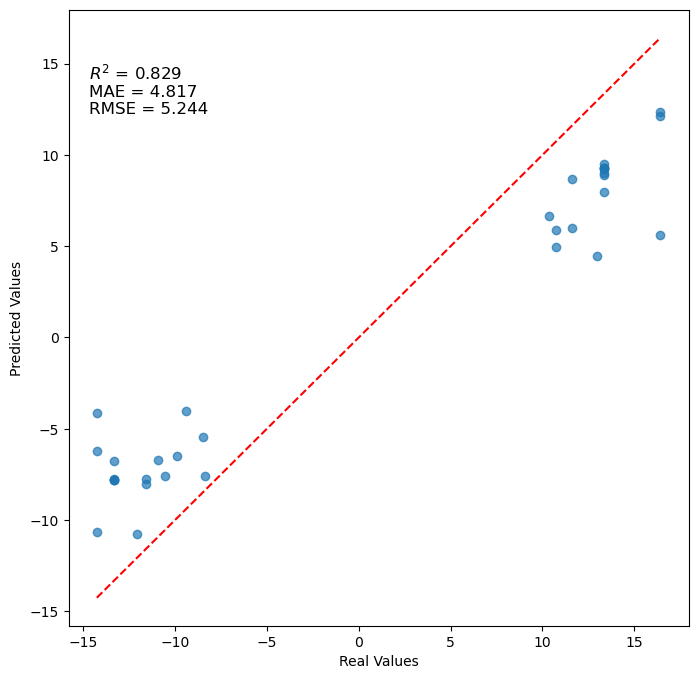 R² = 0.829
MAE = 4.817
RMSE = 5.244
Predicted Values
15
10
5
0
−5
−10
−15
−15
−10
−5
0
5
10
15
Real Values